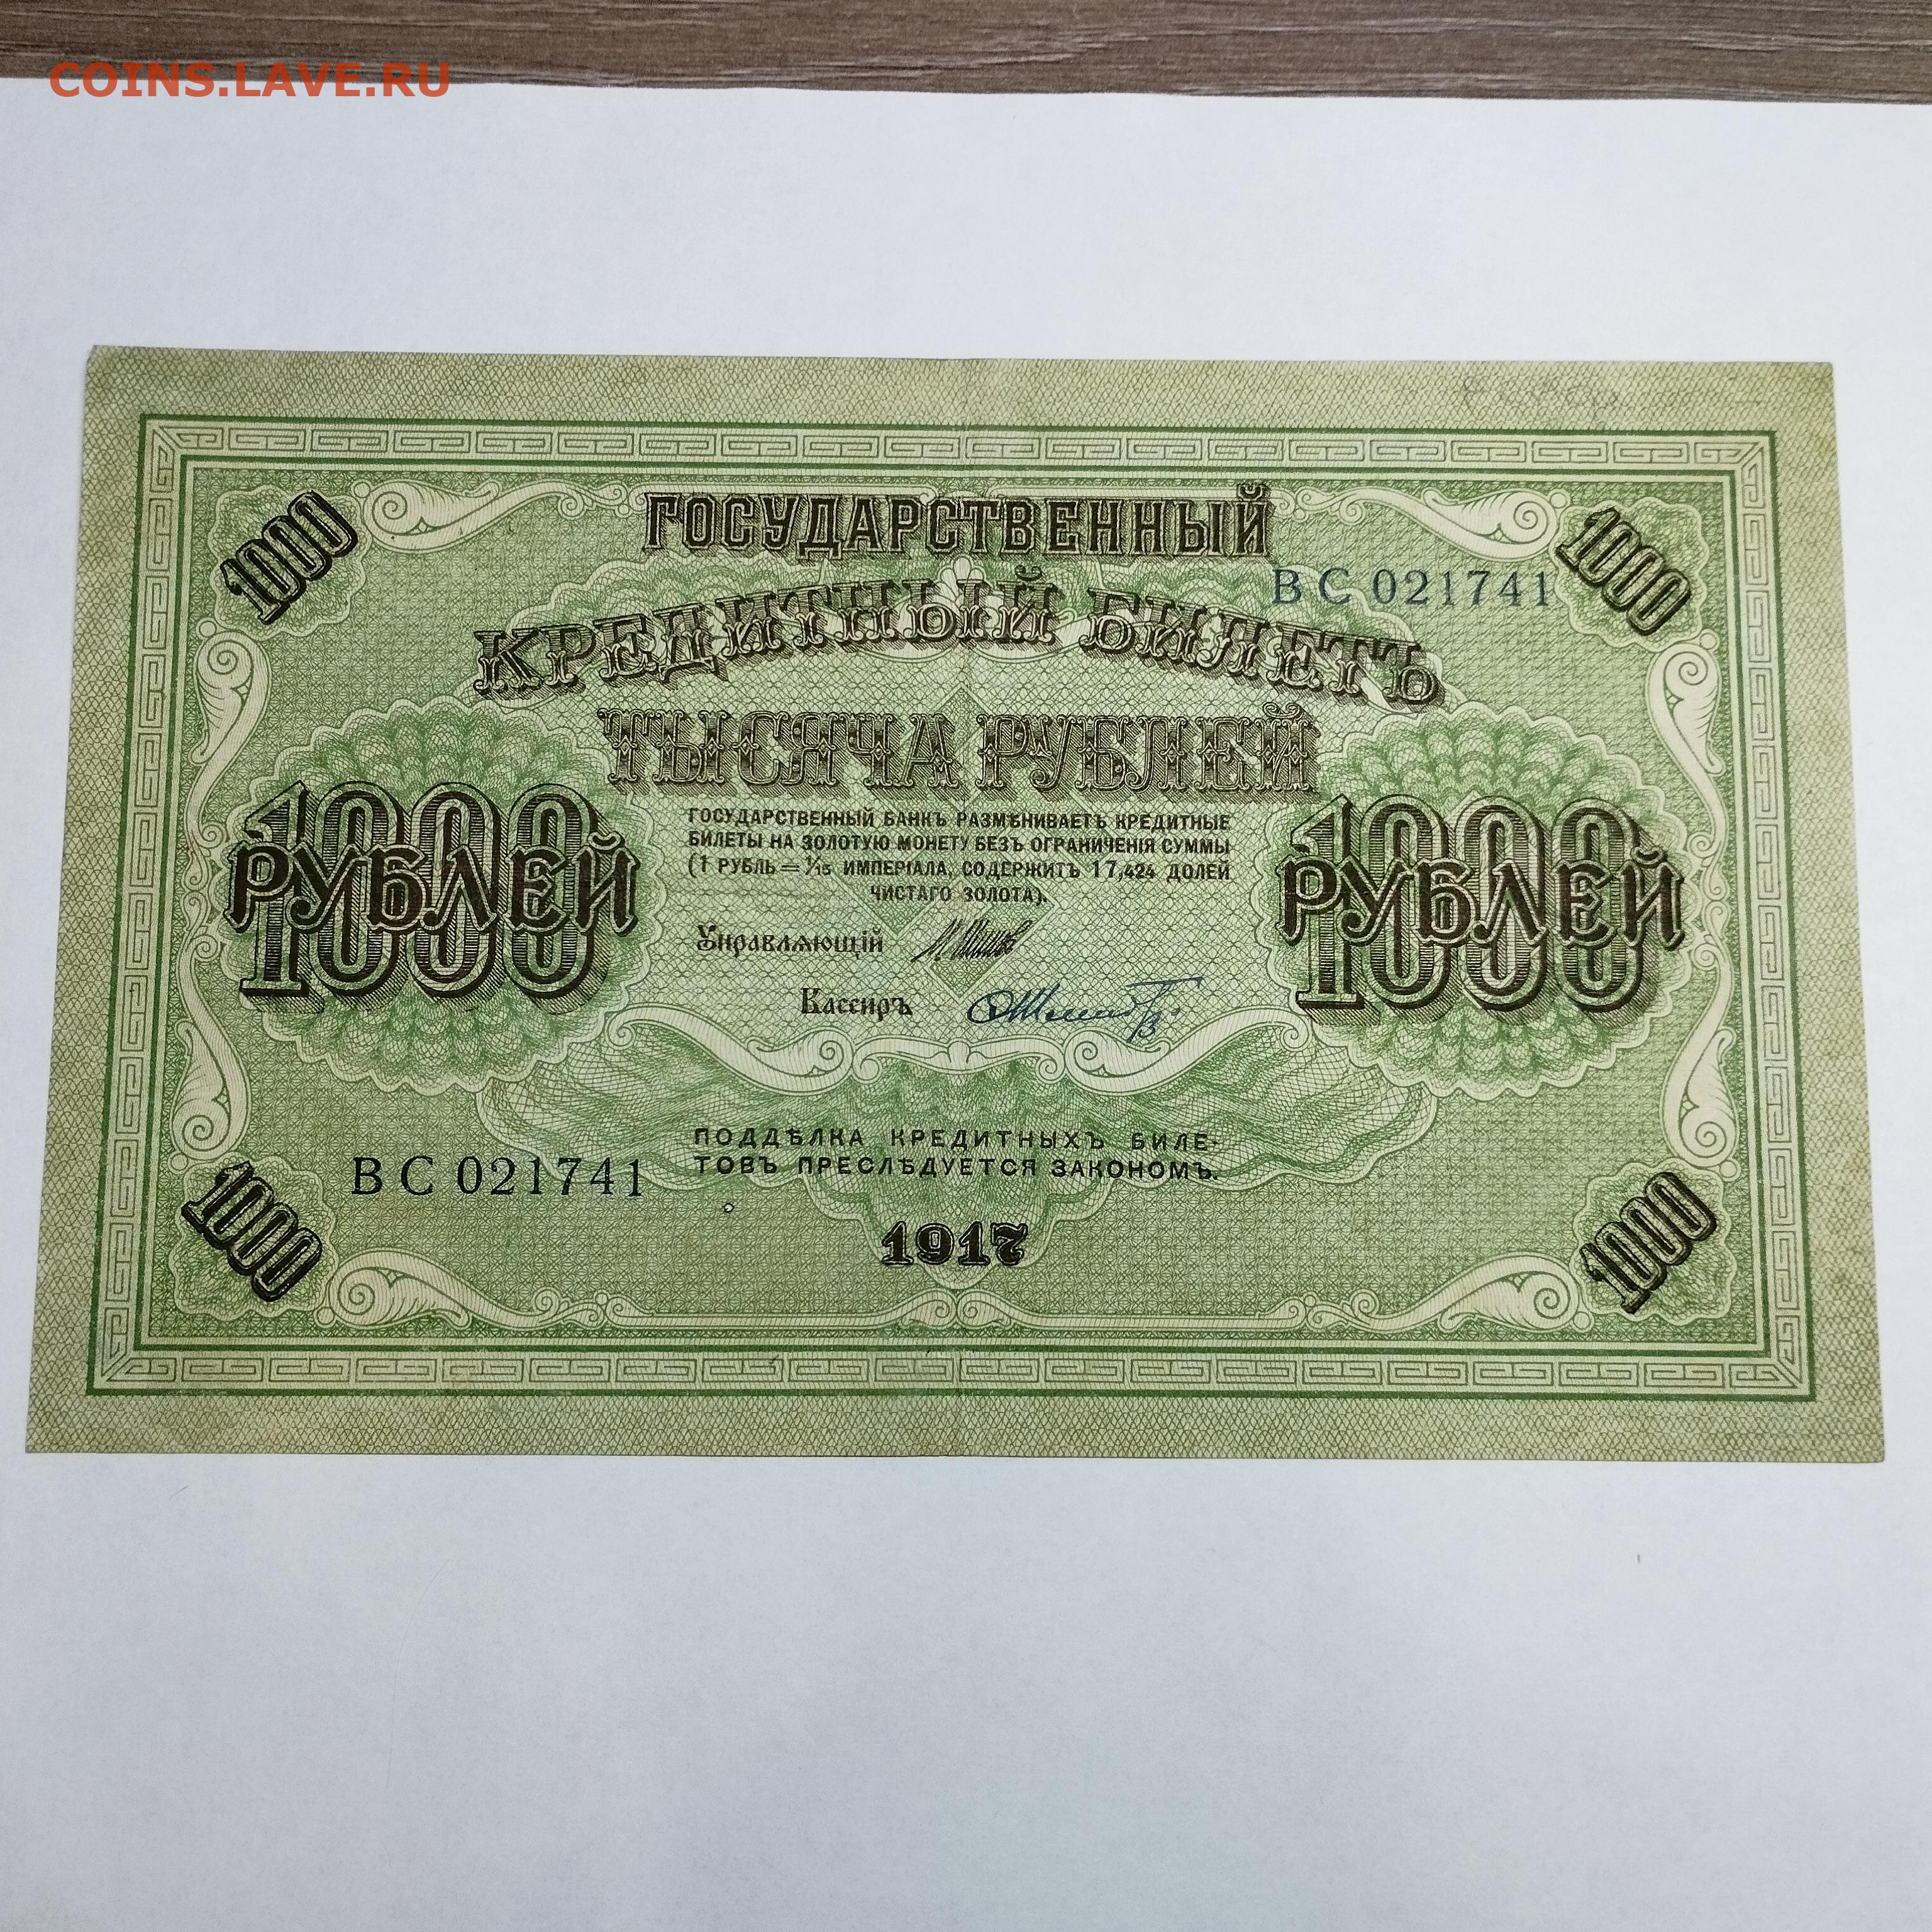 COINS.LAVE.RU
1000
ГОСУДАРСТВЕННЫЙ
1000
ВС 021741
КРЕДИТНЫЙ БИЛЕТЪ
ТЫСЯЧА РУБЛЕЙ
1000
РУБЛЕЙ
ГОСУДАРСТВЕННЫЙ БАНКЪ РАЗМѢНИВАЕТЪ КРЕДИТНЫЕ
БИЛЕТЫ НА ЗОЛОТУЮ МОНЕТУ БЕЗЪ ОГРАНИЧЕНІЯ СУММЫ
(1 РУБЛЬ = 1/15 ИМПЕРІАЛА, СОДЕРЖИТЪ 17,424 ДОЛЕЙ
ЧИСТАГО ЗОЛОТА).
1000
РУБЛЕЙ
Управляющій
Кассиръ
ПОДДѢЛКА КРЕДИТНЫХЪ БИЛЕ-
ТОВЪ ПРЕСЛѢДУЕТСЯ ЗАКОНОМЪ.
ВС 021741
1000
1917
1000